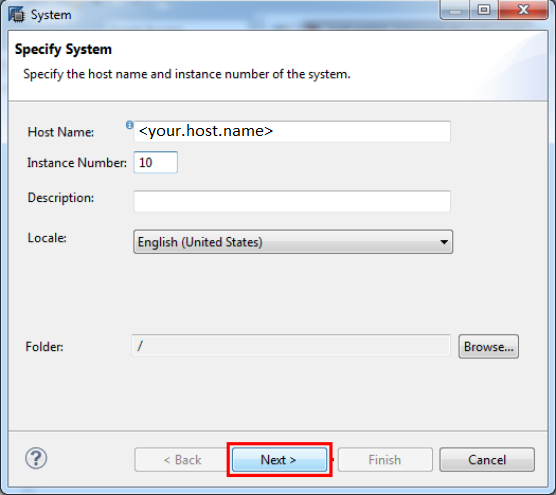 System
Specify System
Specify the host name and instance number of the system.
Host Name: <your.host.name>
Instance Number: 10
Description:
Locale: English (United States)
Folder: / Browse...
? < Back Next > Finish Cancel